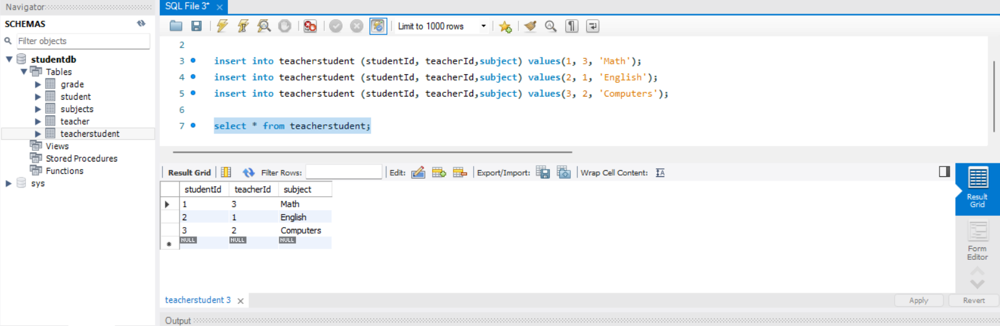 Navigator
SQL File 3*
SCHEMAS
Limit to 1000 rows
Filter objects
studentdb
Tables
grade
student
subjects
teacher
teacherstudent
Views
Stored Procedures
Functions
sys
2
3 insert into teacherstudent (studentId, teacherId,subject) values(1, 3, 'Math');
4 insert into teacherstudent (studentId, teacherId,subject) values(2, 1, 'English');
5 insert into teacherstudent (studentId, teacherId,subject) values(3, 2, 'Computers');
6
7 select * from teacherstudent;
Result Grid Filter Rows: Edit: Export/Import: Wrap Cell Content:
studentId teacherId subject
1 3 Math
2 1 English
3 2 Computers
NULL NULL NULL
Result
Grid
Form
Editor
teacherstudent 3
Apply Revert
Output